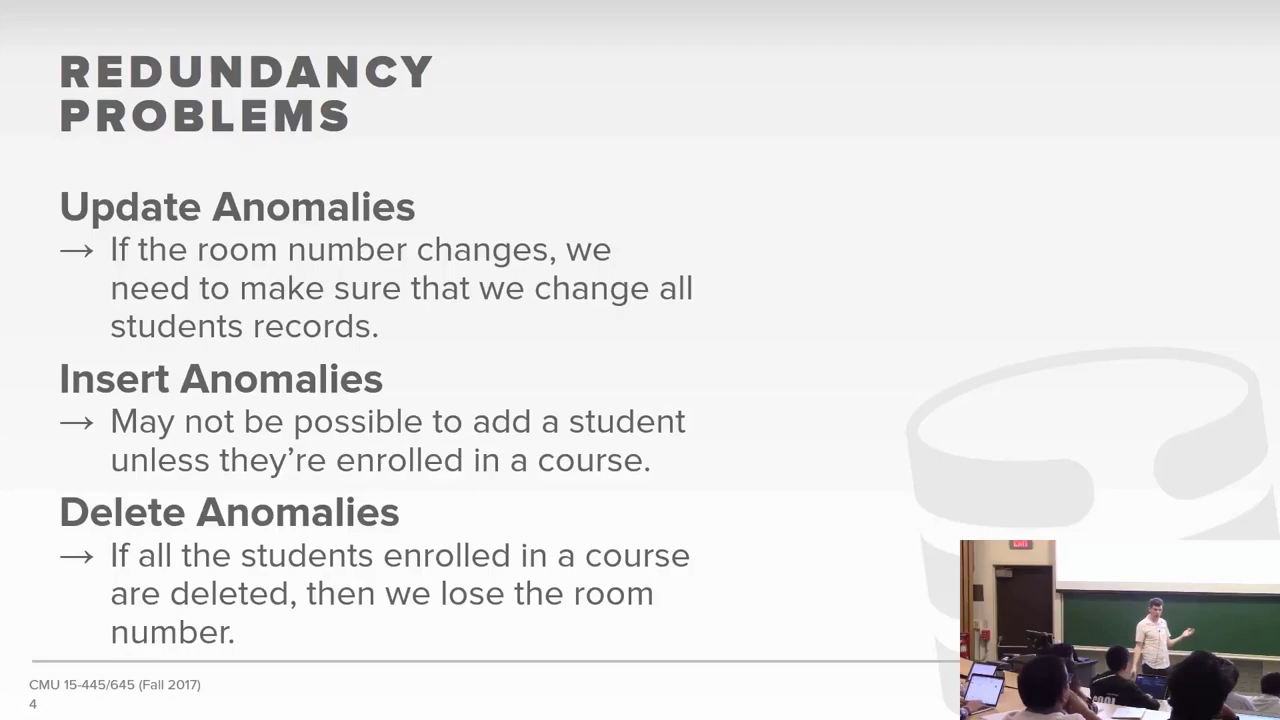 REDUNDANCY
PROBLEMS
Update Anomalies
→ If the room number changes, we
need to make sure that we change all
students records.
Insert Anomalies
→ May not be possible to add a student
unless they’re enrolled in a course.
Delete Anomalies
→ If all the students enrolled in a course
are deleted, then we lose the room
number.
CMU 15-445/645 (Fall 2017)
4
EXIT